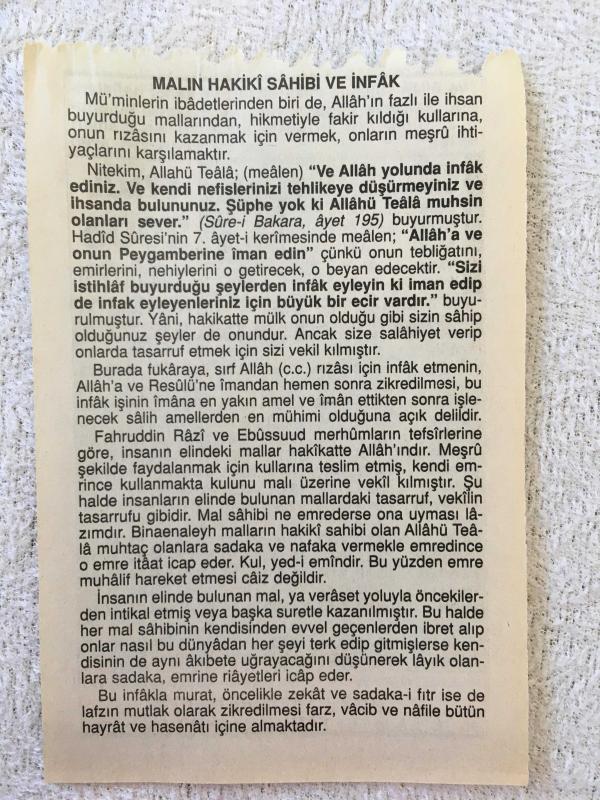 MALIN HAKİKÎ SÂHİBİ VE İNFÂK
Mü'minlerin ibâdetlerinden biri de, Allâh'ın fazlı ile ihsan
buyurduğu mallarından, hikmetiyle fakir kıldığı kullarına,
onun rızâsını kazanmak için vermek, onların meşrû ihti-
yaçlarını karşılamaktır.
Nitekim, Allahü Teâlâ; (meâlen) “Ve Allâh yolunda infâk
ediniz. Ve kendi nefislerinizi tehlikeye düşürmeyiniz ve
ihsanda bulununuz. Şüphe yok ki Allâhü Teâlâ muhsin
olanları sever.” (Sûre-i Bakara, âyet 195) buyurmuştur.
Hadîd Sûresi'nin 7. âyet-i kerîmesinde meâlen; “Allâh'a ve
onun Peygamberine îman edin” çünkü onun tebliğatını,
emirlerini, nehiylerini o getirecek, o beyan edecektir. “Sizi
istihlâf buyurduğu şeylerden infâk eyleyin ki iman edip
de infak eyleyenleriniz için büyük bir ecir vardır.” buyu-
rulmuştur. Yâni, hakikatte mülk onun olduğu gibi sizin sâhip
olduğunuz şeyler de onundur. Ancak size salâhiyet verip
onlarda tasarruf etmek için sizi vekil kılmıştır.
Burada fukâraya, sırf Allâh (c.c.) rızâsı için infâk etmenin,
Allâh'a ve Resûlü'ne îmandan hemen sonra zikredilmesi, bu
infâk işinin îmâna en yakın amel ve îmân ettikten sonra işle-
necek sâlih amellerden en mühimi olduğuna açık delildir.
Fahruddin Râzî ve Ebûssuud merhûmların tefsîrlerine
göre, insanın elindeki mallar hakîkatte Allâh'ındır. Meşrû
şekilde faydalanmak için kullarına teslim etmiş, kendi em-
rince kullanmakta kulunu malı üzerine vekîl kılmıştır. Şu
halde insanların elinde bulunan mallardaki tasarruf, vekîlin
tasarrufu gibidir. Mal sâhibi ne emrederse ona uyması lâ-
zımdır. Binaenaleyh malların hakikî sahibi olan Allâhü Teâ-
lâ muhtaç olanlara sadaka ve nafaka vermekle emredince
o emre itâat icap eder. Kul, yed-i emîndir. Bu yüzden emre
muhâlif hareket etmesi câiz değildir.
İnsanın elinde bulunan mal, ya verâset yoluyla öncekiler-
den intikal etmiş veya başka suretle kazanılmıştır. Bu halde
her mal sâhibinin kendisinden evvel geçenlerden ibret alıp
onlar nasıl bu dünyâdan her şeyi terk edip gitmişlerse ken-
disinin de aynı âkıbete uğrayacağını düşünerek lâyık olan-
lara sadaka, emrine riâyetleri icâp eder.
Bu infâkla murat, öncelikle zekât ve sadaka-i fıtr ise de
lafzın mutlak olarak zikredilmesi farz, vâcib ve nâfile bütün
hayrât ve hasenâtı içine almaktadır.